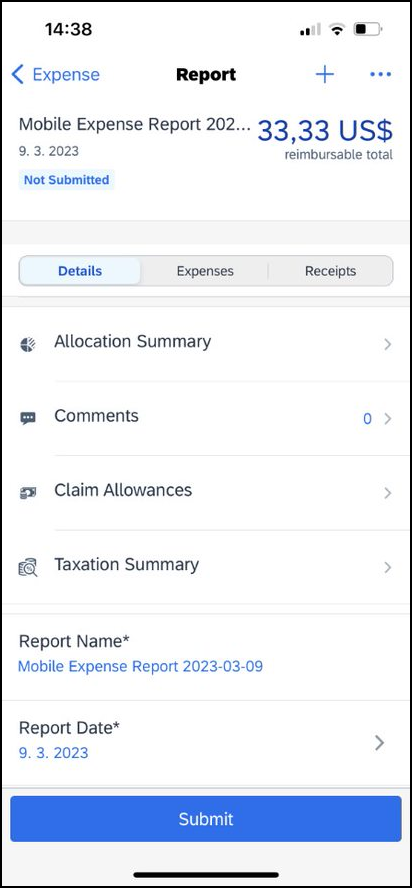 14:38
Expense
Report
Mobile Expense Report 202...
33,33 US$
9. 3. 2023
reimbursable total
Not Submitted
Details
Expenses
Receipts
Allocation Summary
Comments
0
Claim Allowances
Taxation Summary
Report Name*
Mobile Expense Report 2023-03-09
Report Date*
9. 3. 2023
Submit